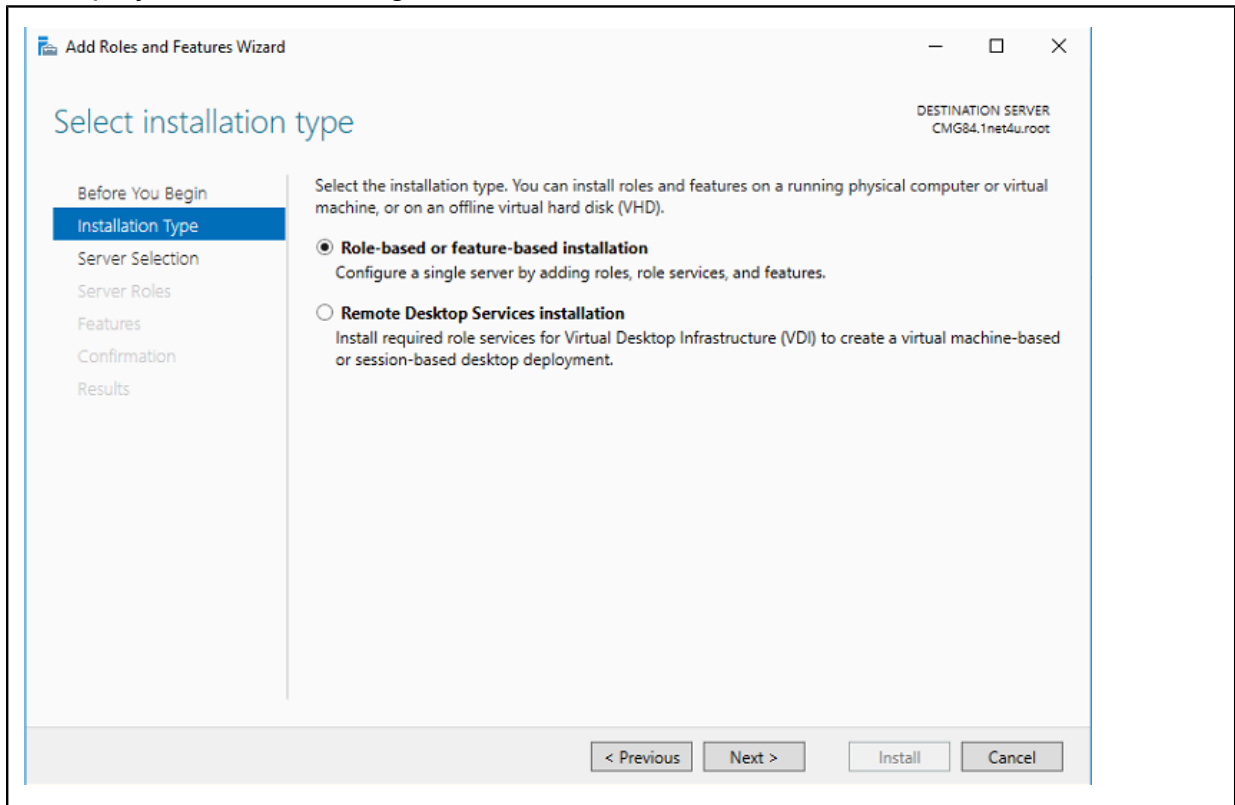 Add Roles and Features Wizard
Select installation type
DESTINATION SERVER
CMG84.1net4u.root
Before You Begin
Installation Type
Server Selection
Server Roles
Features
Confirmation
Results
Select the installation type. You can install roles and features on a running physical computer or virtual
machine, or on an offline virtual hard disk (VHD).
Role-based or feature-based installation
Configure a single server by adding roles, role services, and features.
Remote Desktop Services installation
Install required role services for Virtual Desktop Infrastructure (VDI) to create a virtual machine-based
or session-based desktop deployment.
< Previous
Next >
Install
Cancel